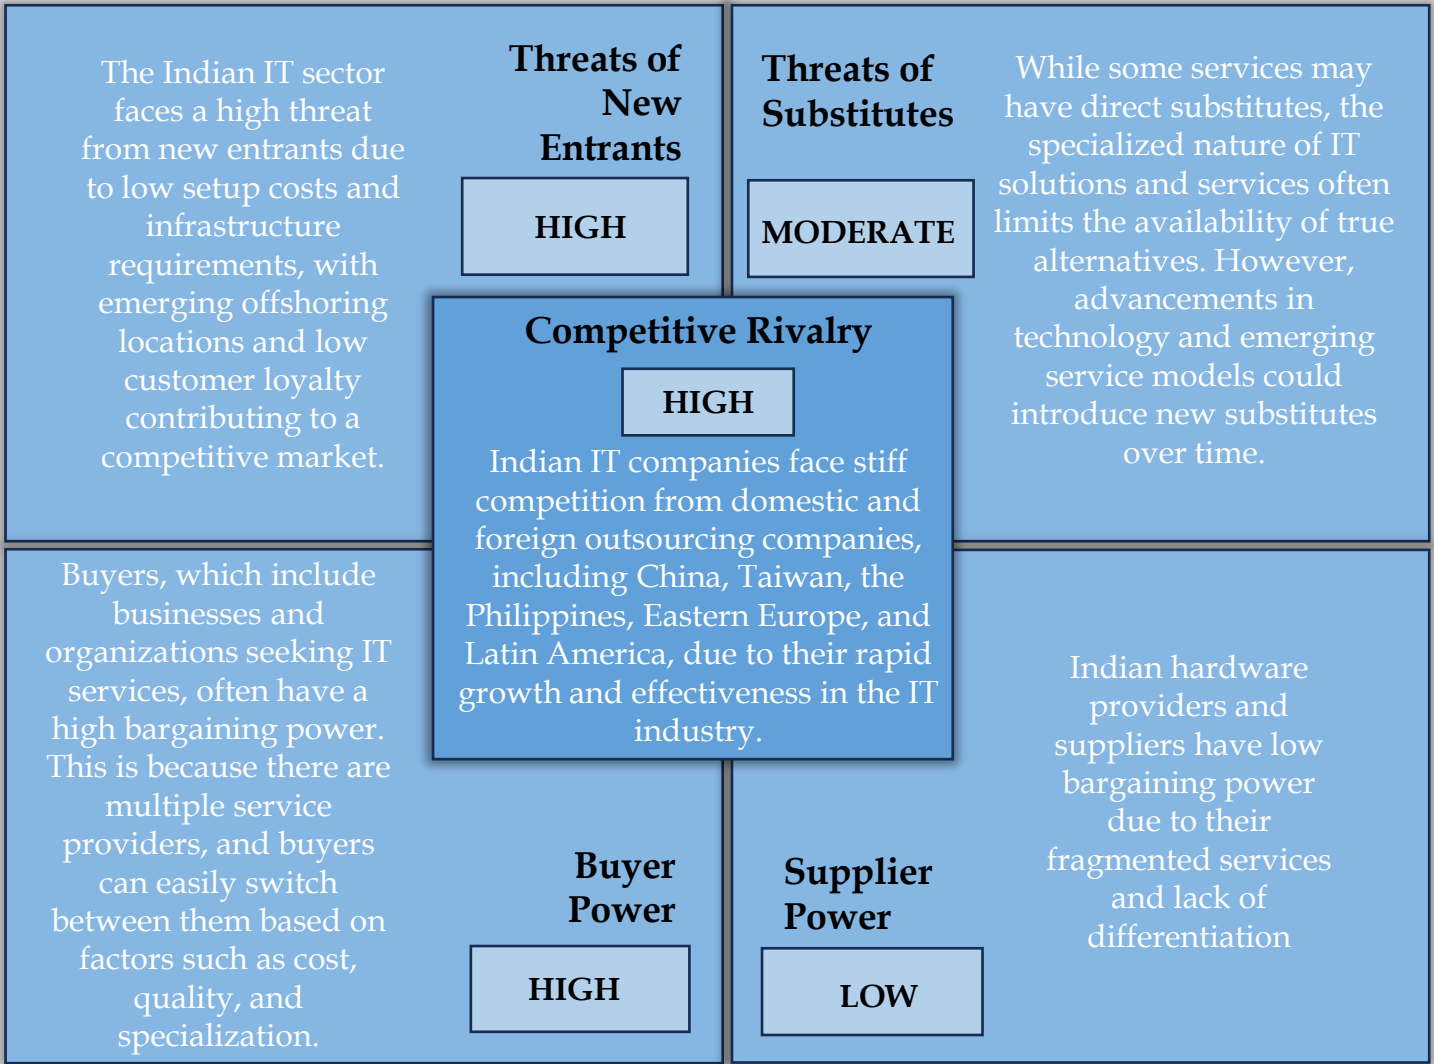 The Indian IT sector
faces a high threat
from new entrants due
to low setup costs and
infrastructure
requirements, with
emerging offshoring
locations and low
customer loyalty
contributing to a
competitive market.
Threats of
New
Entrants
HIGH
Threats of
Substitutes
MODERATE
While some services may
have direct substitutes, the
specialized nature of IT
solutions and services often
limits the availability of true
alternatives. However,
advancements in
technology and emerging
service models could
introduce new substitutes
over time.
Competitive Rivalry
HIGH
Indian IT companies face stiff
competition from domestic and
foreign outsourcing companies,
including China, Taiwan, the
Philippines, Eastern Europe, and
Latin America, due to their rapid
growth and effectiveness in the IT
industry.
Buyers, which include
businesses and
organizations seeking IT
services, often have a
high bargaining power.
This is because there are
multiple service
providers, and buyers
can easily switch
between them based on
factors such as cost,
quality, and
specialization.
Buyer
Power
HIGH
Supplier
Power
LOW
Indian hardware
providers and
suppliers have low
bargaining power
due to their
fragmented services
and lack of
differentiation